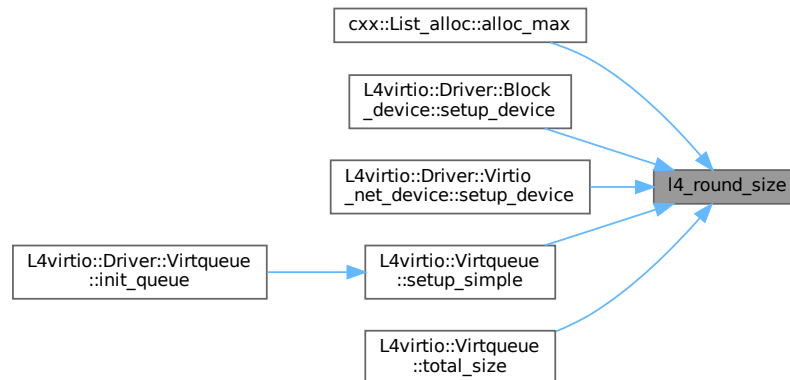 cxx::List_alloc::alloc_max
L4virtio::Driver::Block
_device::setup_device
L4virtio::Driver::Virtio
_net_device::setup_device
l4_round_size
L4virtio::Driver::Virtqueue
::init_queue
L4virtio::Virtqueue
::setup_simple
L4virtio::Virtqueue
::total_size